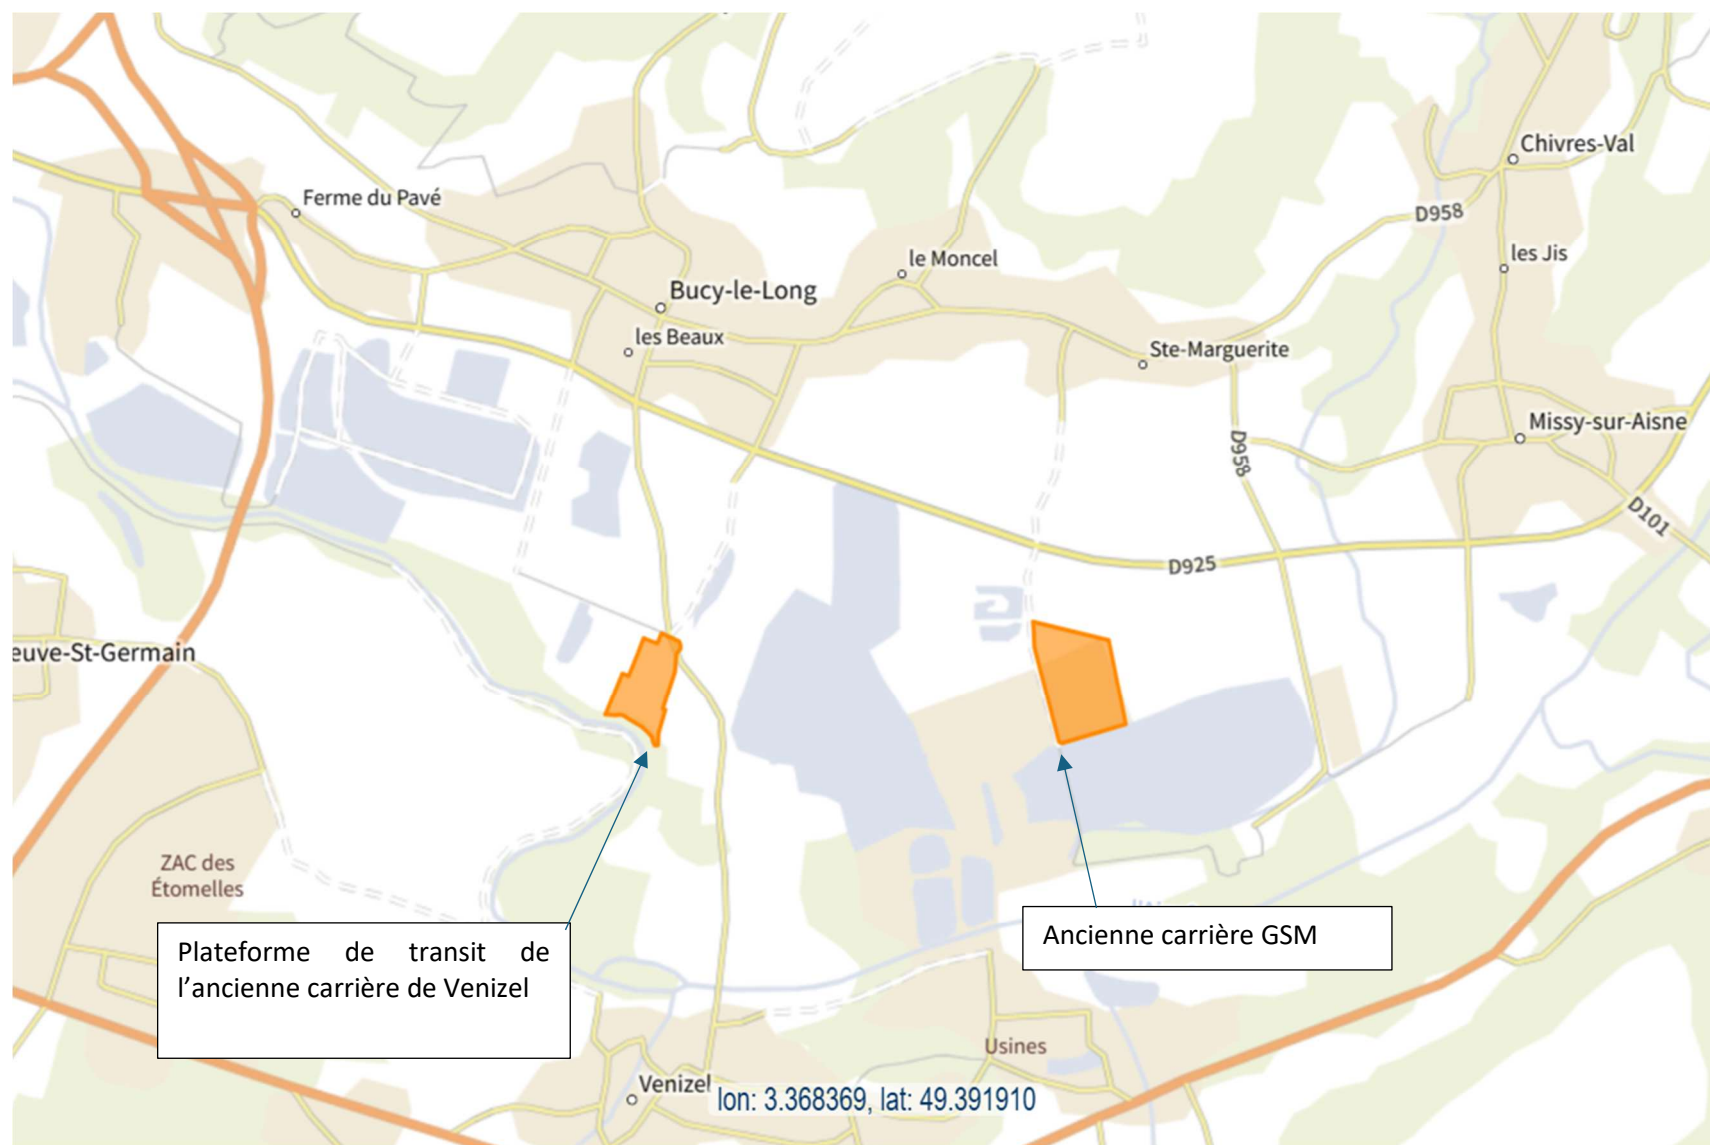 Chivres-Val
Ferme du Pavé
D958
les Jis
le Moncel
Bucy-le-Long
les Beaux
Ste-Marguerite
Missy-sur-Aisne
D958
D101
D925
euve-St-Germain
ZAC des
Étomelles
Plateforme de transit de
l’ancienne carrière de Venizel
Ancienne carrière GSM
Usines
Venizel
lon: 3.368369, lat: 49.391910